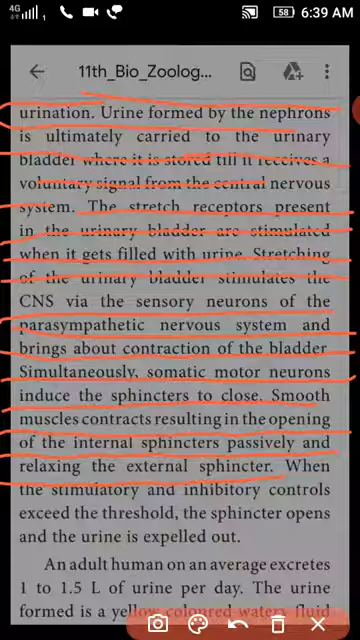 4G
58
6:39 AM
11th_Bio_Zoolog...
urination. Urine formed by the nephrons
is ultimately carried to the urinary
bladder where it is stored till it receives a
voluntary signal from the central nervous
system. The stretch receptors present
in the urinary bladder are stimulated
when it gets filled with urine. Stretching
of the urinary bladder stimulates the
CNS via the sensory neurons of the
parasympathetic nervous system and
brings about contraction of the bladder
Simultaneously, somatic motor neurons
induce the sphincters to close. Smooth
muscles contracts resulting in the opening
of the internal sphincters passively and
relaxing the external sphincter. When
the stimulatory and inhibitory controls
exceed the threshold, the sphincter opens
and the urine is expelled out.
An adult human on an average excretes
1 to 1.5 L of urine per day. The urine
formed is a yellow coloured watery fluid